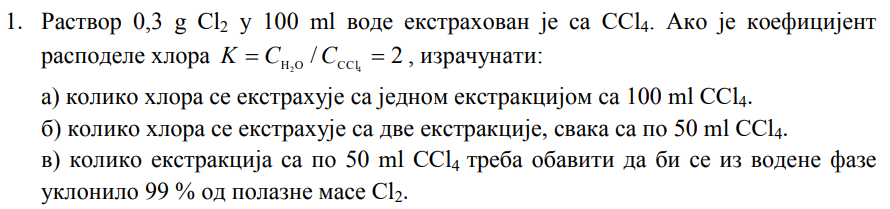 1. Раствор 0,3 g Cl₂ у 100 ml воде екстрахован је са CCl₄. Ако је коефицијент
расподеле хлора K = C_H₂O / C_CCl₄ = 2 , израчунати:
а) колико хлора се екстрахује са једном екстракцијом са 100 ml CCl₄.
б) колико хлора се екстрахује са две екстракције, свака са по 50 ml CCl₄.
в) колико екстракција са по 50 ml CCl₄ треба обавити да би се из водене фазе
уклонило 99 % од полазне масе Cl₂.